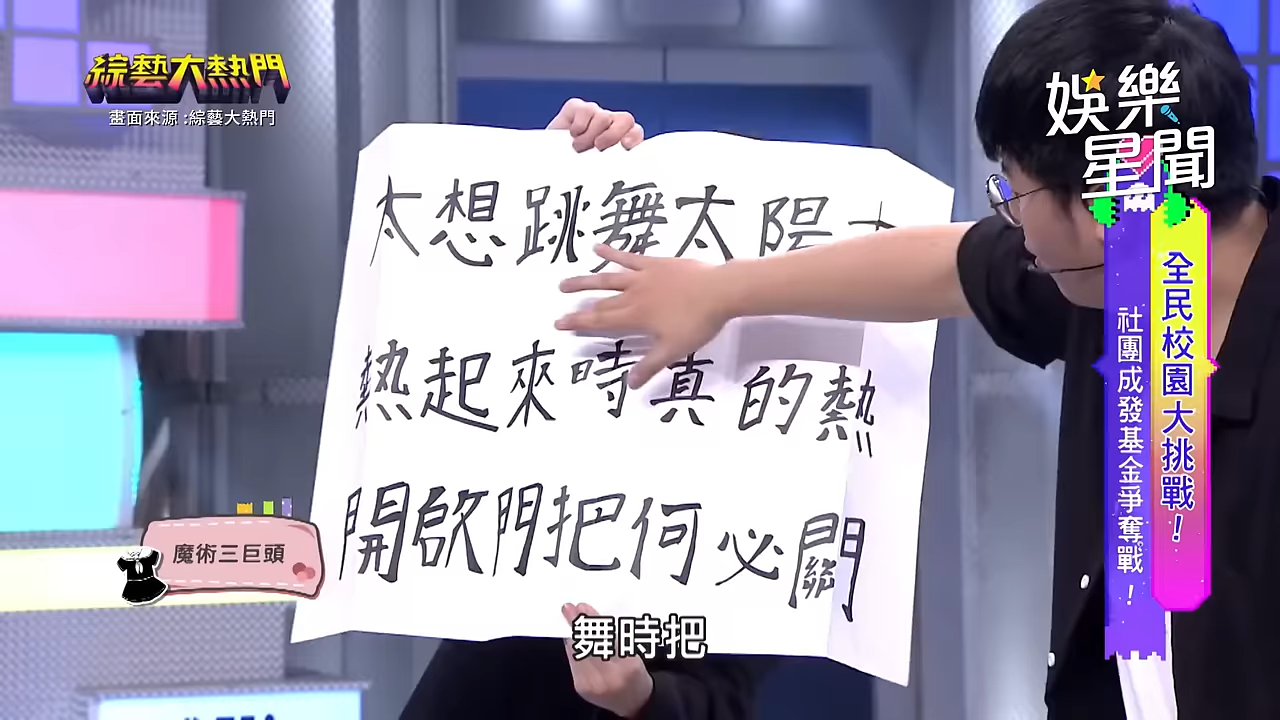 綜藝大熱門
畫面來源:綜藝大熱門
娛樂
星聞
太想跳舞太陽
熱起來時真的熱
開啟門把何必關
全民校園大挑戰!
社團成發基金爭奪戰!
魔術三巨頭
舞時把